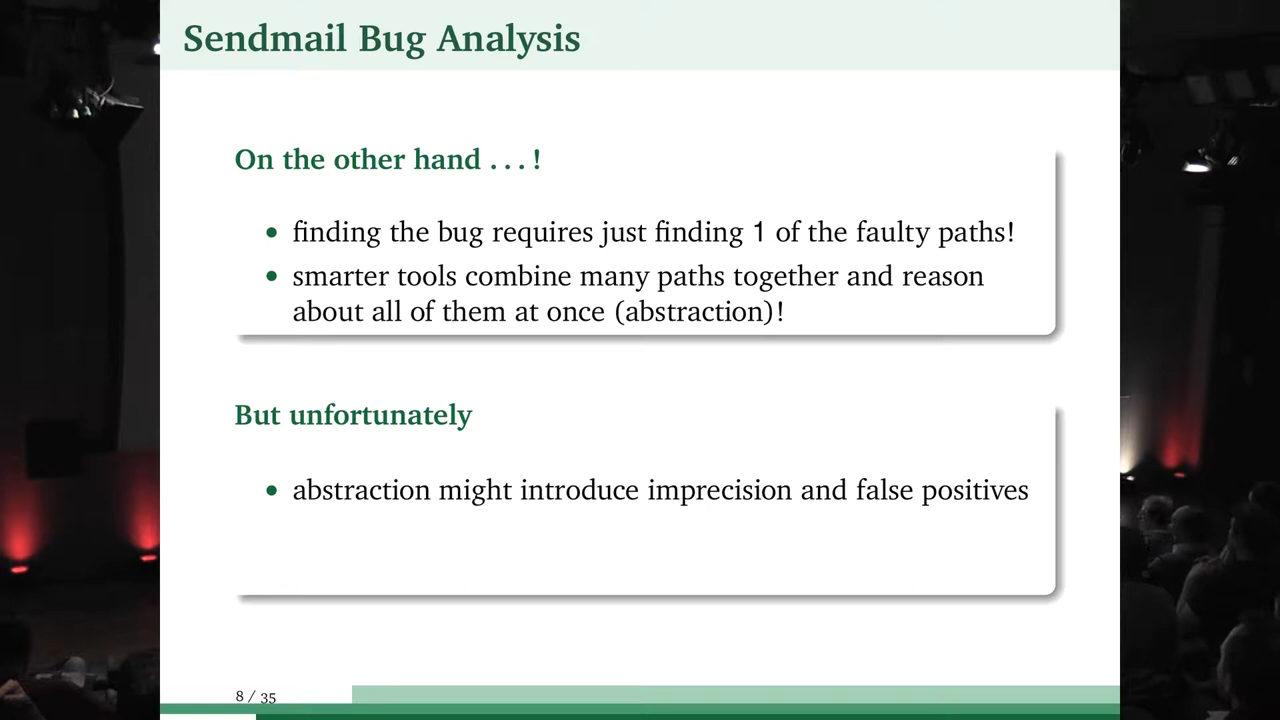 Sendmail Bug Analysis
On the other hand . . . !
• finding the bug requires just finding 1 of the faulty paths!
• smarter tools combine many paths together and reason
about all of them at once (abstraction)!
But unfortunately
• abstraction might introduce imprecision and false positives
8 / 35